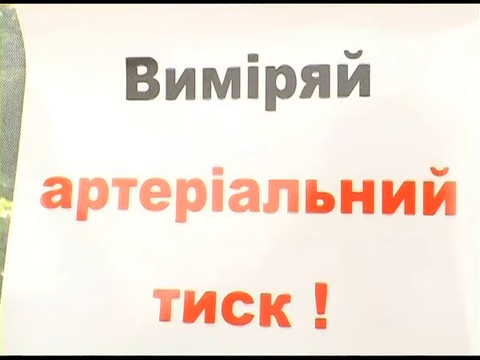 Виміряй
артеріальний
тиск !